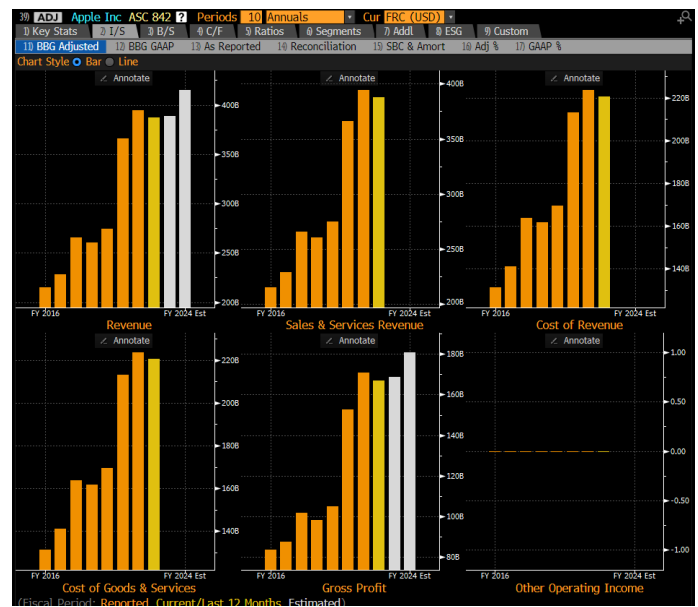 39) ADJ Apple Inc ASC 842 ? Periods 10 Annuals Cur FRC (USD)
1) Key Stats 2) I/S 3) B/S 4) C/F 5) Ratios 6) Segments 7) Addl 8) ESG 9) Custom
11) BBG Adjusted 12) BBG GAAP 13) As Reported 14) Reconciliation 15) SBC & Amort 16) Adj % 17) GAAP %
Chart Style Bar Line
Annotate
400B
350B
300B
250B
200B
FY 2016 FY 2024 Est
Revenue
Annotate
400B
350B
300B
250B
200B
FY 2016 FY 2024 Est
Sales & Services Revenue
Annotate
220B
200B
180B
160B
140B
FY 2016 FY 2024 Est
Cost of Revenue
Annotate
220B
200B
180B
160B
140B
FY 2016 FY 2024 Est
Cost of Goods & Services
Annotate
180B
160B
140B
120B
100B
80B
FY 2016 FY 2024 Est
Gross Profit
Annotate
1.00
0.50
0.00
-0.50
-1.00
FY 2016 FY 2024 Est
Other Operating Income
(Fiscal Period: Reported, Current/Last 12 Months, Estimated)